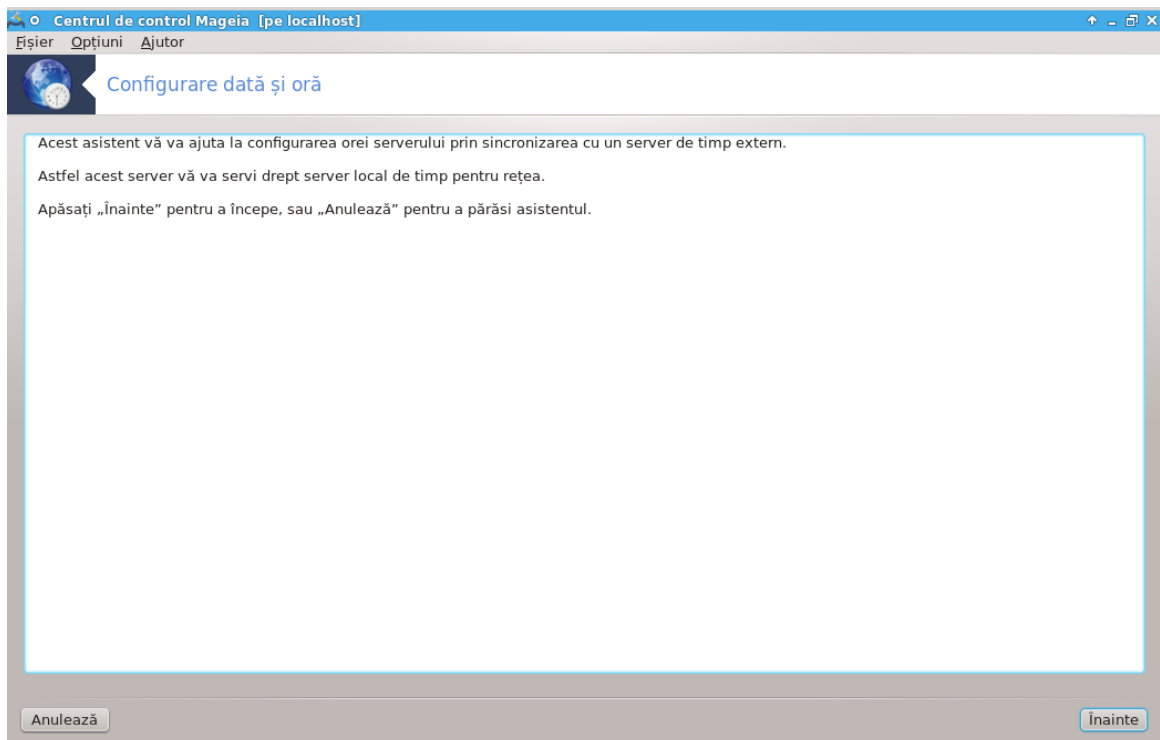 Centrul de control Mageia [pe localhost]
Fișier Opțiuni Ajutor
Configurare dată și oră
Acest asistent vă va ajuta la configurarea orei serverului prin sincronizarea cu un server de timp extern.
Astfel acest server vă va servi drept server local de timp pentru rețea.
Apăsați „Înainte” pentru a începe, sau „Anulează” pentru a părăsi asistentul.
Anulează Înainte